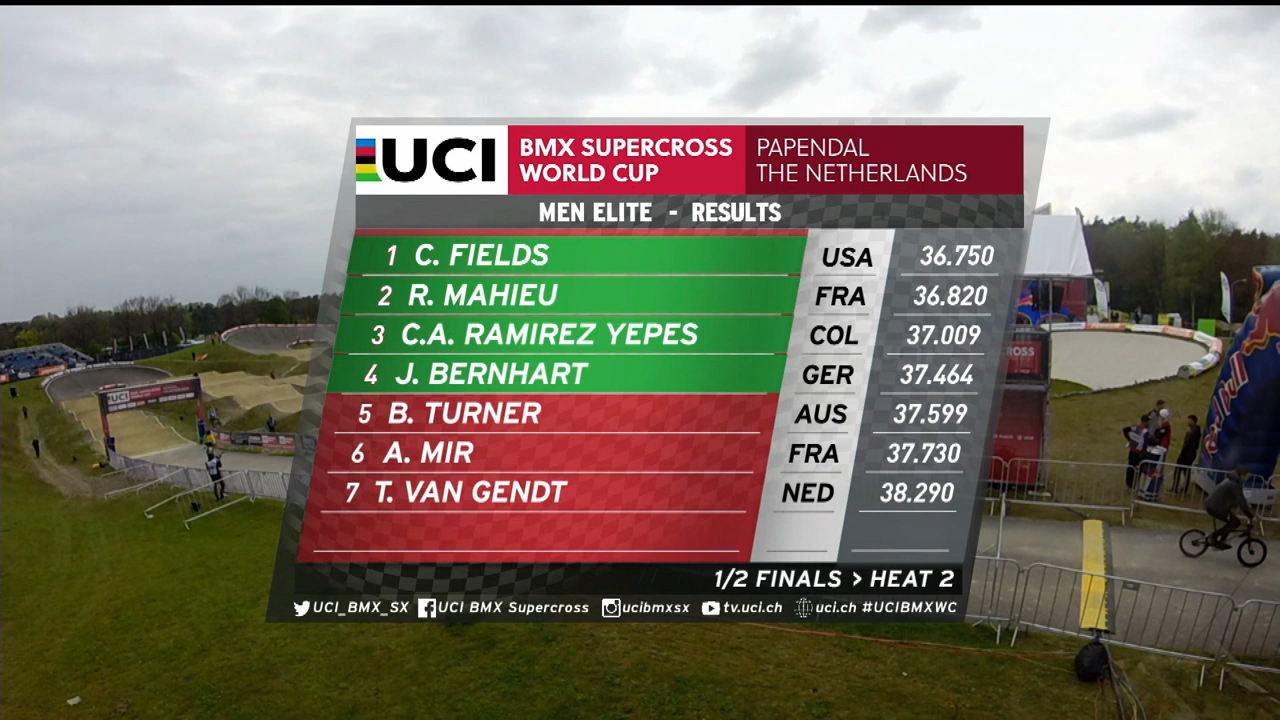 UCI
BMX SUPERCROSS
WORLD CUP
PAPENDAL
THE NETHERLANDS
MEN ELITE - RESULTS
1 C. FIELDS USA 36.750
2 R. MAHIEU FRA 36.820
3 C.A. RAMIREZ YEPES COL 37.009
4 J. BERNHART GER 37.464
5 B. TURNER AUS 37.599
6 A. MIR FRA 37.730
7 T. VAN GENDT NED 38.290
1/2 FINALS > HEAT 2
UCI_BMX_SX UCI BMX Supercross ucibmxsx tv.uci.ch uci.ch #UCIBMXWC
UCI
Red Bull